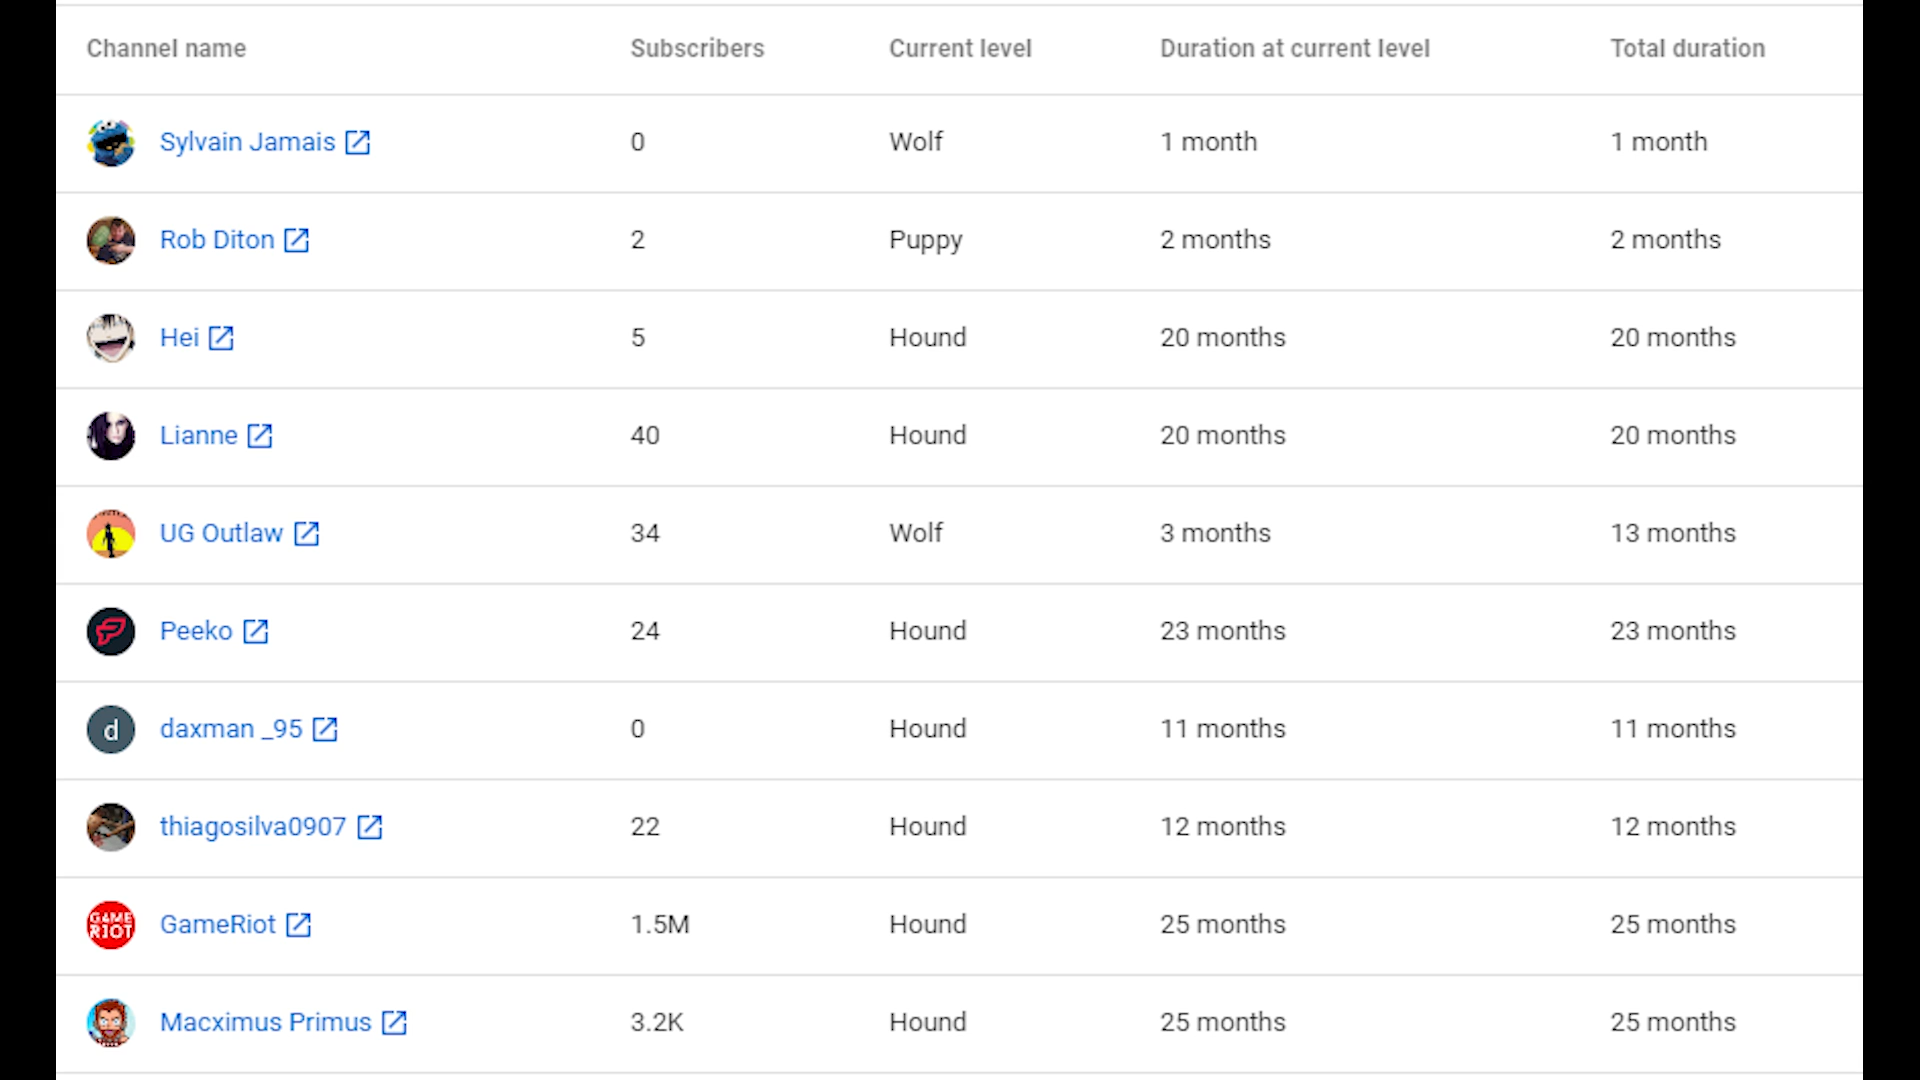 Channel name Subscribers Current level Duration at current level Total duration
Sylvain Jamais 0 Wolf 1 month 1 month
Rob Diton 2 Puppy 2 months 2 months
Hei 5 Hound 20 months 20 months
Lianne 40 Hound 20 months 20 months
UG Outlaw 34 Wolf 3 months 13 months
Peeko 24 Hound 23 months 23 months
d daxman _95 0 Hound 11 months 11 months
thiagosilva0907 22 Hound 12 months 12 months
GAME
RIOT
GameRiot 1.5M Hound 25 months 25 months
Macximus Primus 3.2K Hound 25 months 25 months